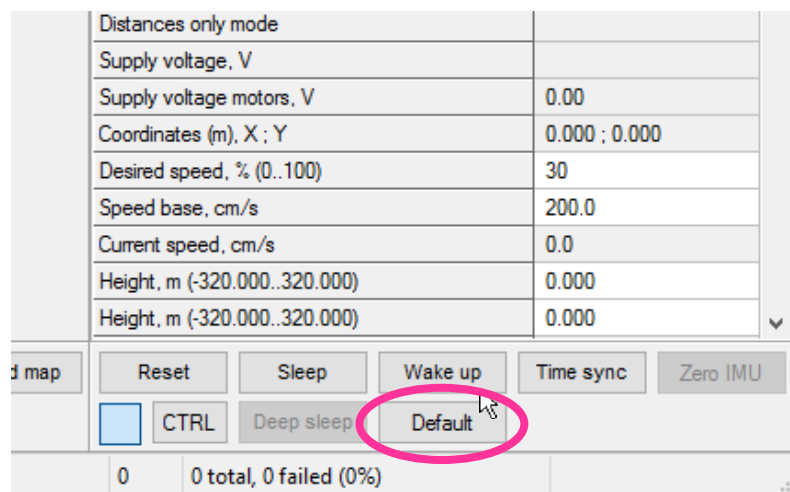 Distances only mode
Supply voltage, V
Supply voltage motors, V 0.00
Coordinates (m), X ; Y 0.000 ; 0.000
Desired speed, % (0..100) 30
Speed base, cm/s 200.0
Current speed, cm/s 0.0
Height, m (-320.000..320.000) 0.000
Height, m (-320.000..320.000) 0.000
d map Reset Sleep Wake up Time sync Zero IMU
CTRL Deep sleep Default
0 0 total, 0 failed (0%)